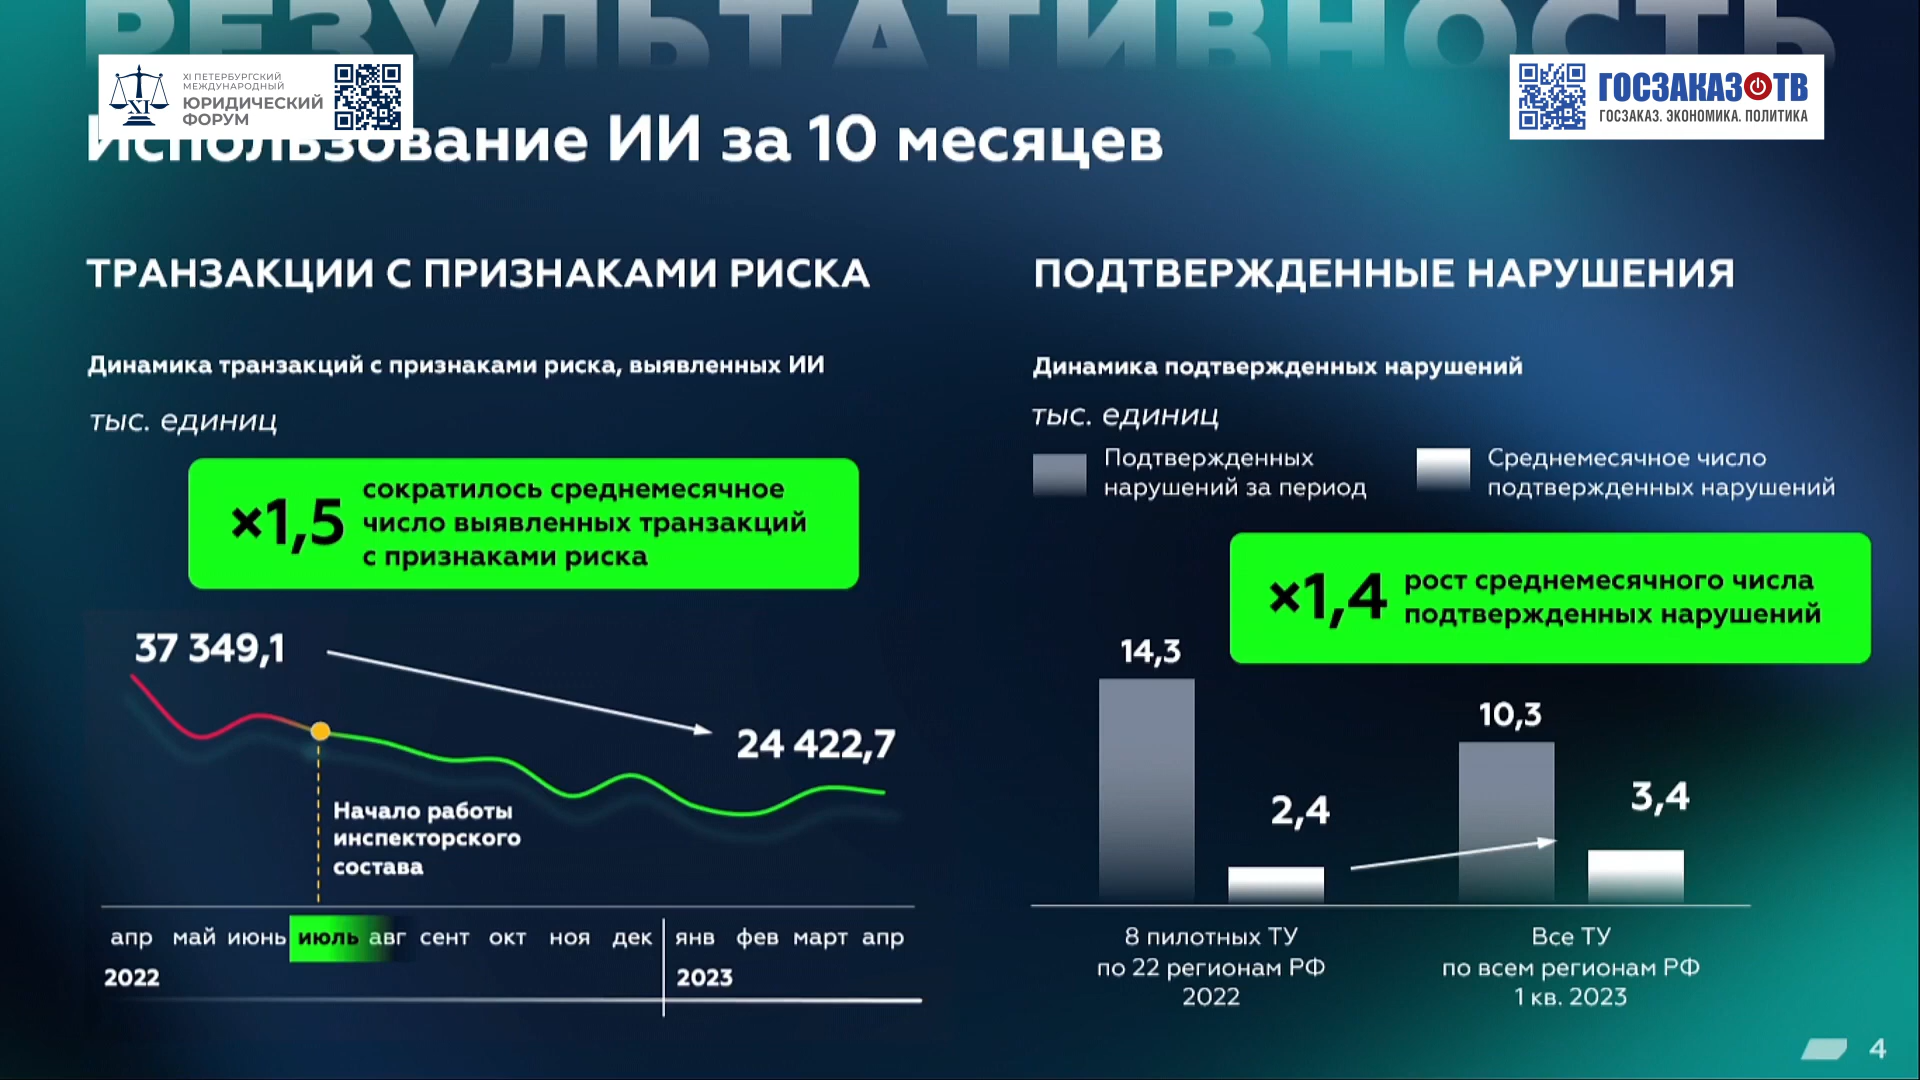 РЕЗУЛЬТАТИВНОСТЬ
XI ПЕТЕРБУРГСКИЙ
МЕЖДУНАРОДНЫЙ
ЮРИДИЧЕСКИЙ
ФОРУМ
XI
ГОСЗАКАЗ ТВ
ГОСЗАКАЗ. ЭКОНОМИКА. ПОЛИТИКА
Использование ИИ за 10 месяцев
ТРАНЗАКЦИИ С ПРИЗНАКАМИ РИСКА
Динамика транзакций с признаками риска, выявленных ИИ
тыс. единиц
×1,5
сократилось среднемесячное
число выявленных транзакций
с признаками риска
37 349,1
24 422,7
Начало работы
инспекторского
состава
апр май июнь июль авг сент окт ноя дек янв фев март апр
2022 2023
ПОДТВЕРЖДЕННЫЕ НАРУШЕНИЯ
Динамика подтвержденных нарушений
тыс. единиц
Подтвержденных
нарушений за период
Среднемесячное число
подтвержденных нарушений
×1,4
рост среднемесячного числа
подтвержденных нарушений
14,3
2,4
10,3
3,4
8 пилотных ТУ
по 22 регионам РФ
2022
Все ТУ
по всем регионам РФ
1 кв. 2023
4